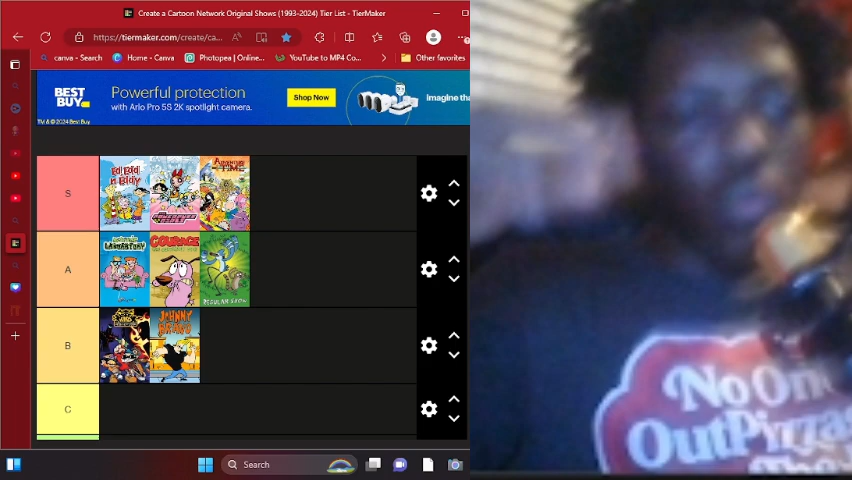 Create a Cartoon Network Original Shows (1993-2024) Tier List - TierMaker
https://tiermaker.com/create/ca...
canva - Search
Home - Canva
Photopea | Online...
YouTube to MP4 Co...
Other favorites
BEST BUY
TM & © 2024 Best Buy
Powerful protection
with Arlo Pro 5S 2K spotlight camera.
Shop Now
imagine tha
S
Ed Edd n Eddy
ADVENTURE TIME
A
LABORATORY
COURAGE
REGULAR SHOW
B
JOHNNY BRAVO
C
Search
No One
OutPizzas
The